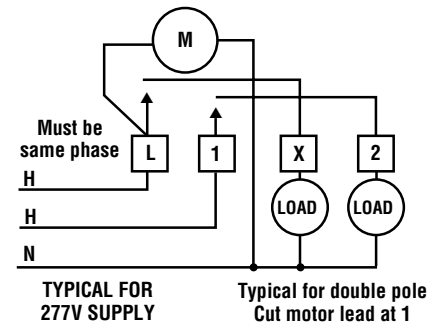 M
Must be
same phase
L
1
X
2
H
LOAD
LOAD
H
N
TYPICAL FOR
277V SUPPLY
Typical for double pole
Cut motor lead at 1